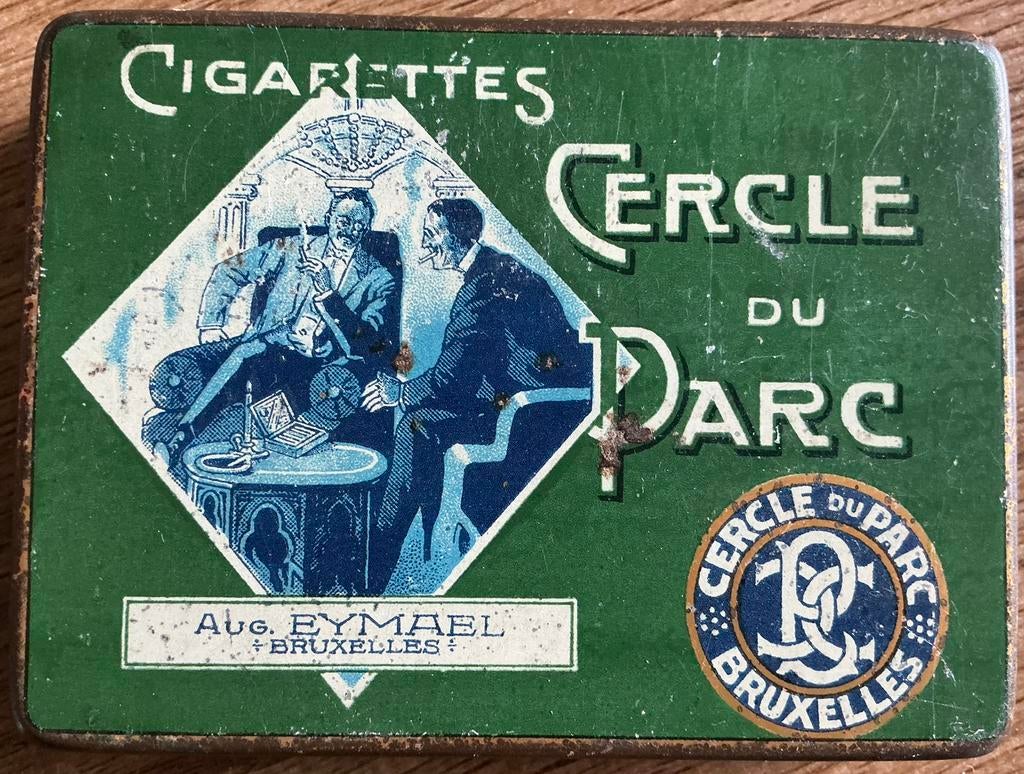 CIGARETTES
CERCLE
DU
PARC
AUG. EYMAEL
÷BRUXELLES÷
CERCLE DU PARC
BRUXELLES